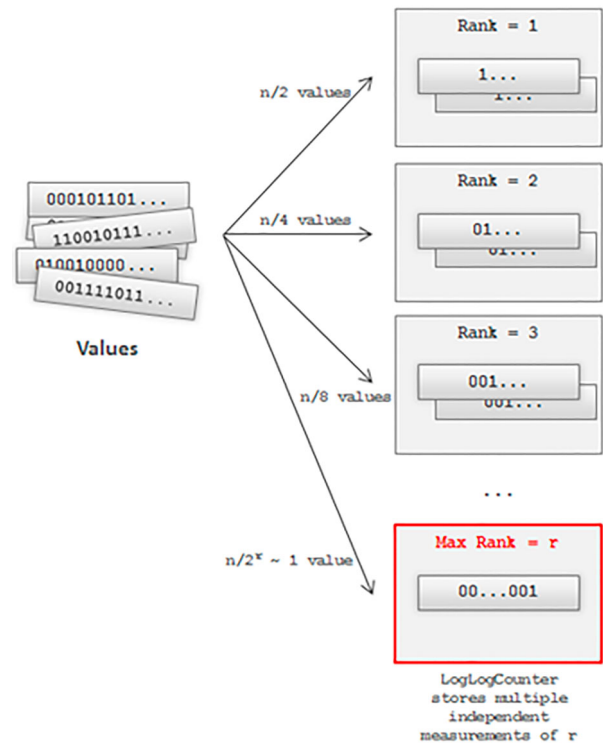 Rank = 1
1...
1...
n/2 values
Rank = 2
000101101...
n/4 values
01...
01...
110010111...
010010000...
001111011...
Values
Rank = 3
001...
001...
n/8 values
...
Max Rank = r
n/2^r ~ 1 value
00...001
LogLogCounter
stores multiple
independent
measurements of r